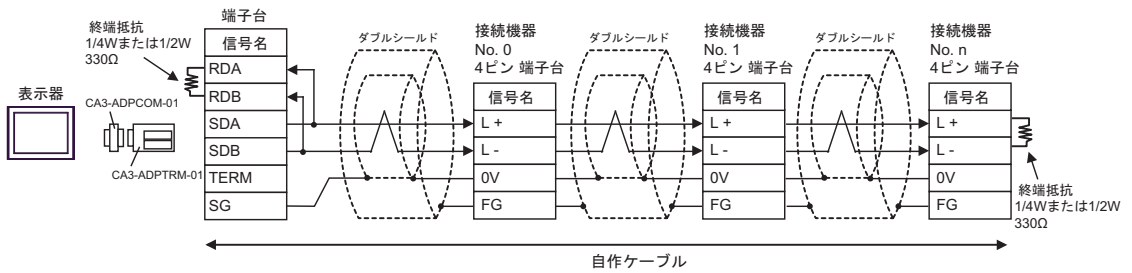 端子台
終端抵抗
1/4Wまたは1/2W
330Ω
信号名
RDA
RDB
SDA
SDB
TERM
SG
表示器
CA3-ADPCOM-01
CA3-ADPTRM-01
ダブルシールド
接続機器
No. 0
4ピン 端子台
信号名
L +
L -
0V
FG
ダブルシールド
接続機器
No. 1
4ピン 端子台
信号名
L +
L -
0V
FG
ダブルシールド
接続機器
No. n
4ピン 端子台
信号名
L +
L -
0V
FG
終端抵抗
1/4Wまたは1/2W
330Ω
自作ケーブル